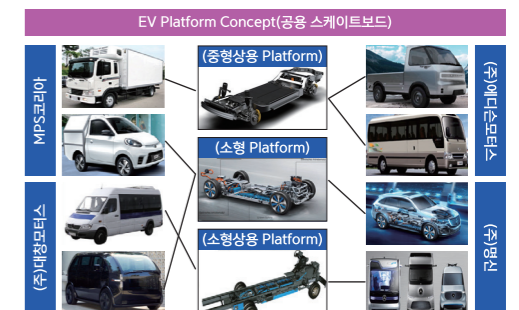 EV Platform Concept(공용 스케이트보드)
MPS코리아
(중형상용 Platform)
(주)에디슨모터스
(소형 Platform)
(주)대창모터스
(소형상용 Platform)
(주)명신